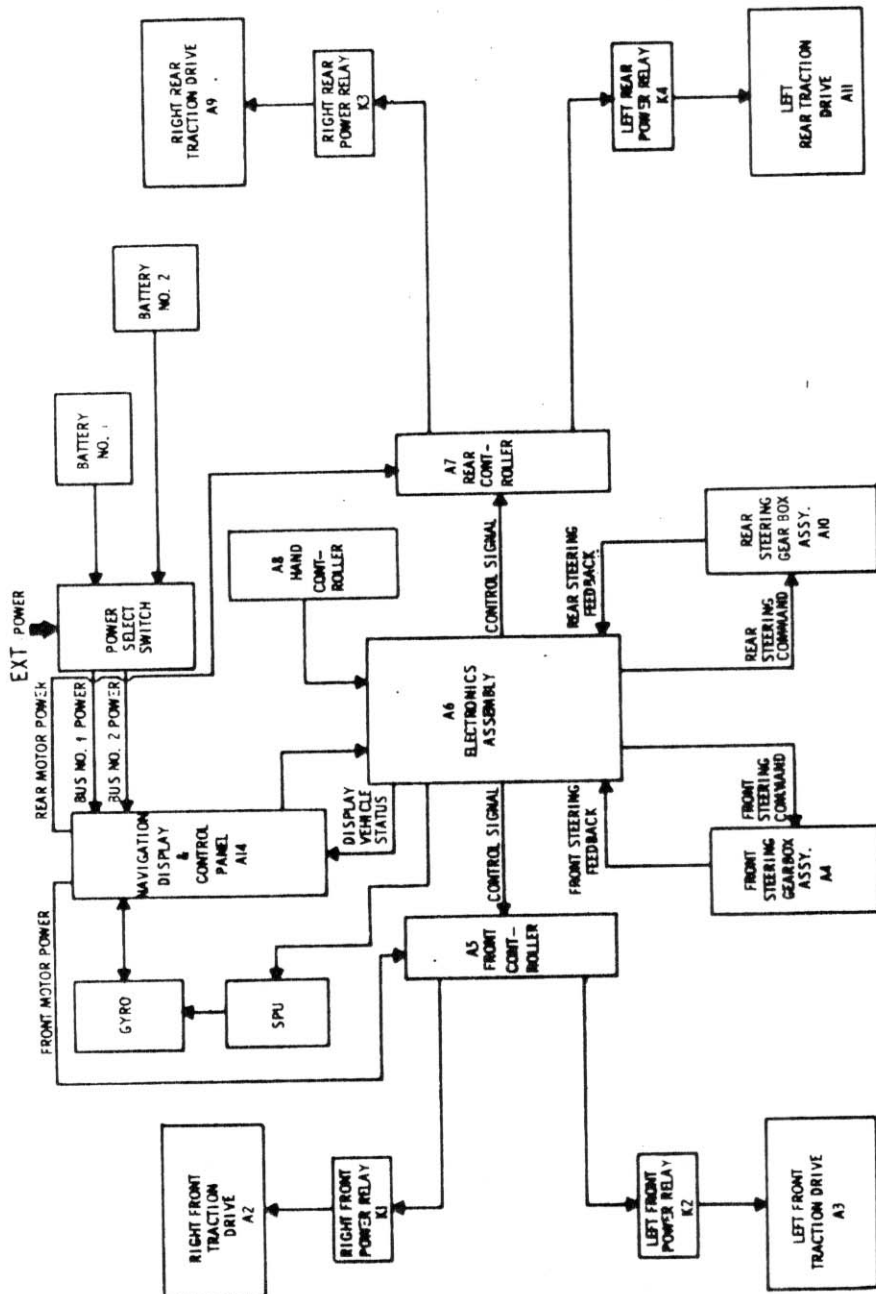 RIGHT FRONT
TRACTION
DRIVE
A2
RIGHT FRONT
POWER RELAY
K1
LEFT FRONT
POWER RELAY
K2
LEFT FRONT
TRACTION DRIVE
A3
FRONT MOTOR POWER
GYRO
SPU
A5
FRONT
CONT-
ROLLER
REAR MOTOR POWER
BUS NO. 1 POWER
BUS NO. 2 POWER
NAVIGATION
DISPLAY
&
CONTROL
PANEL
A14
DISPLAY
VEHICLE
STATUS
CONTROL SIGNAL
FRONT STEERING
FEEDBACK
FRONT
STEERING
COMMAND
FRONT
STEERING
GEARBOX
ASSY.
A4
EXT POWER
POWER
SELECT
SWITCH
A8
HAND
CONT-
ROLLER
A6
ELECTRONICS
ASSEMBLY
CONTROL SIGNAL
REAR STEERING
FEEDBACK
REAR
STEERING
COMMAND
REAR
STEERING
GEAR BOX
ASSY.
A10
BATTERY
NO. 1
BATTERY
NO. 2
A7
REAR
CONT-
ROLLER
RIGHT REAR
TRACTION DRIVE
A9
RIGHT REAR
POWER RELAY
K3
LEFT REAR
POWER RELAY
K4
LEFT
REAR TRACTION
DRIVE
A11